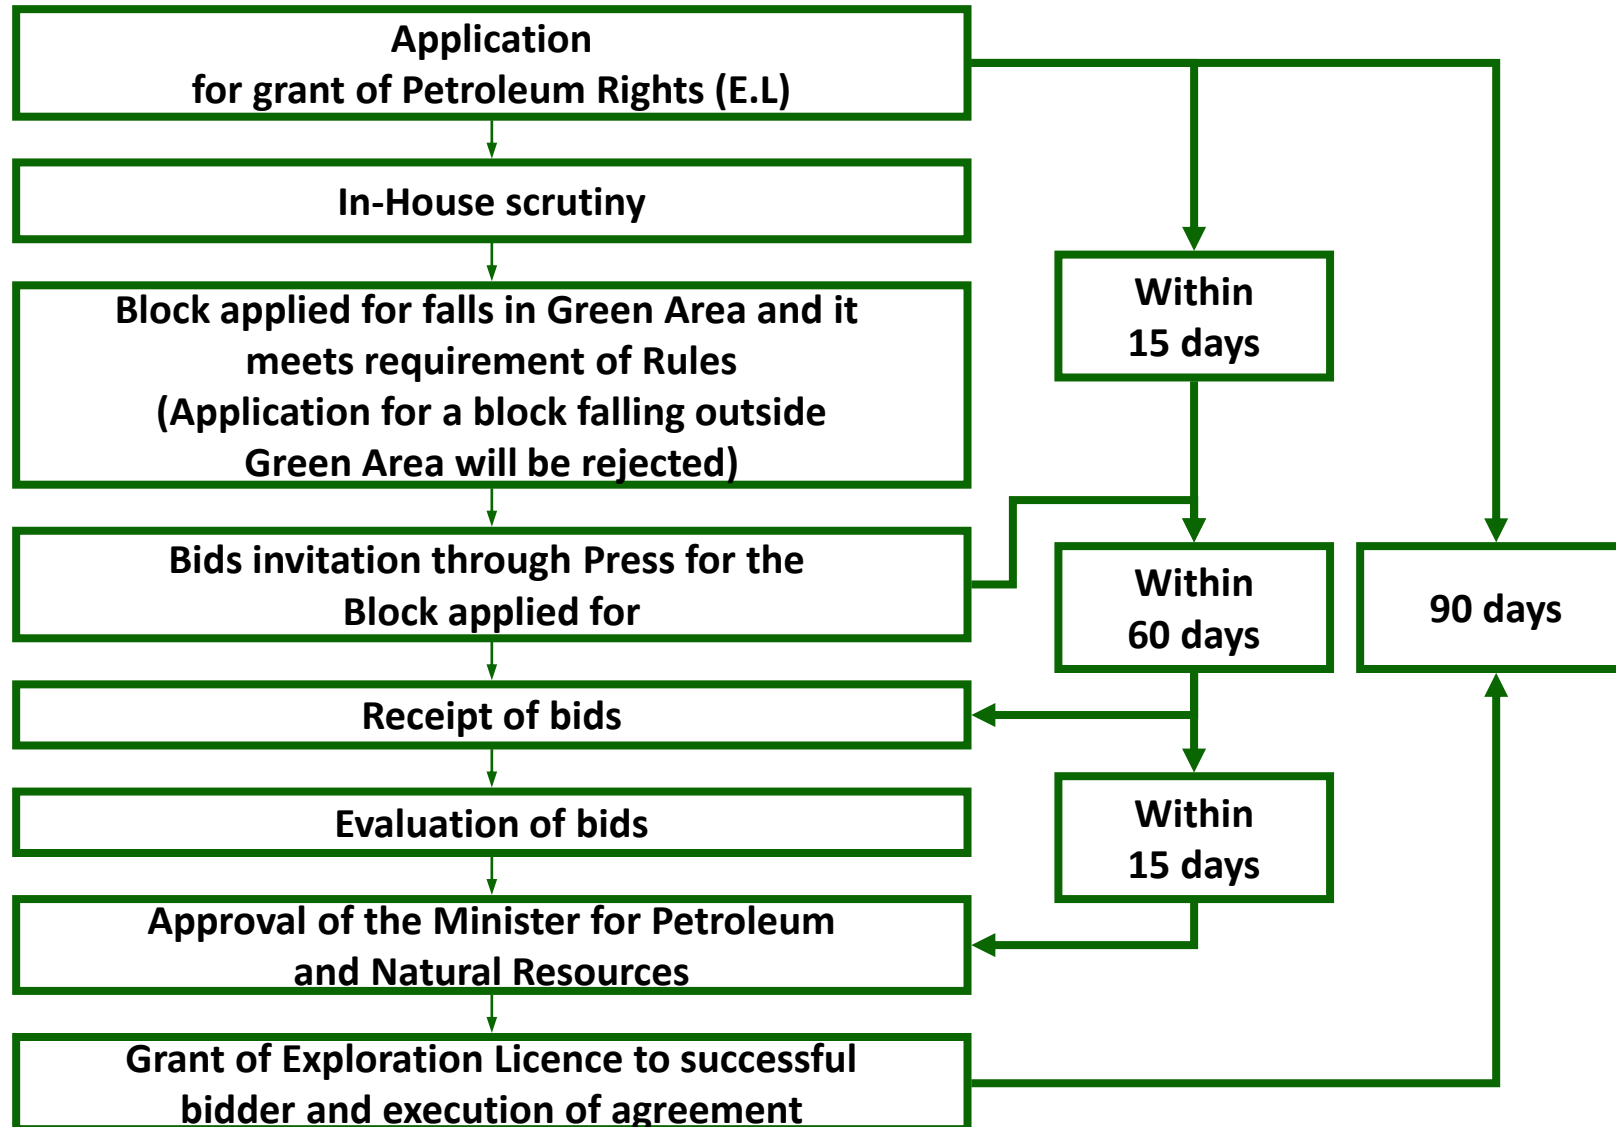 Application
for grant of Petroleum Rights (E.L)
In-House scrutiny
Block applied for falls in Green Area and it
meets requirement of Rules
(Application for a block falling outside
Green Area will be rejected)
Bids invitation through Press for the
Block applied for
Receipt of bids
Evaluation of bids
Approval of the Minister for Petroleum
and Natural Resources
Grant of Exploration Licence to successful
bidder and execution of agreement
Within
15 days
Within
60 days
Within
15 days
90 days